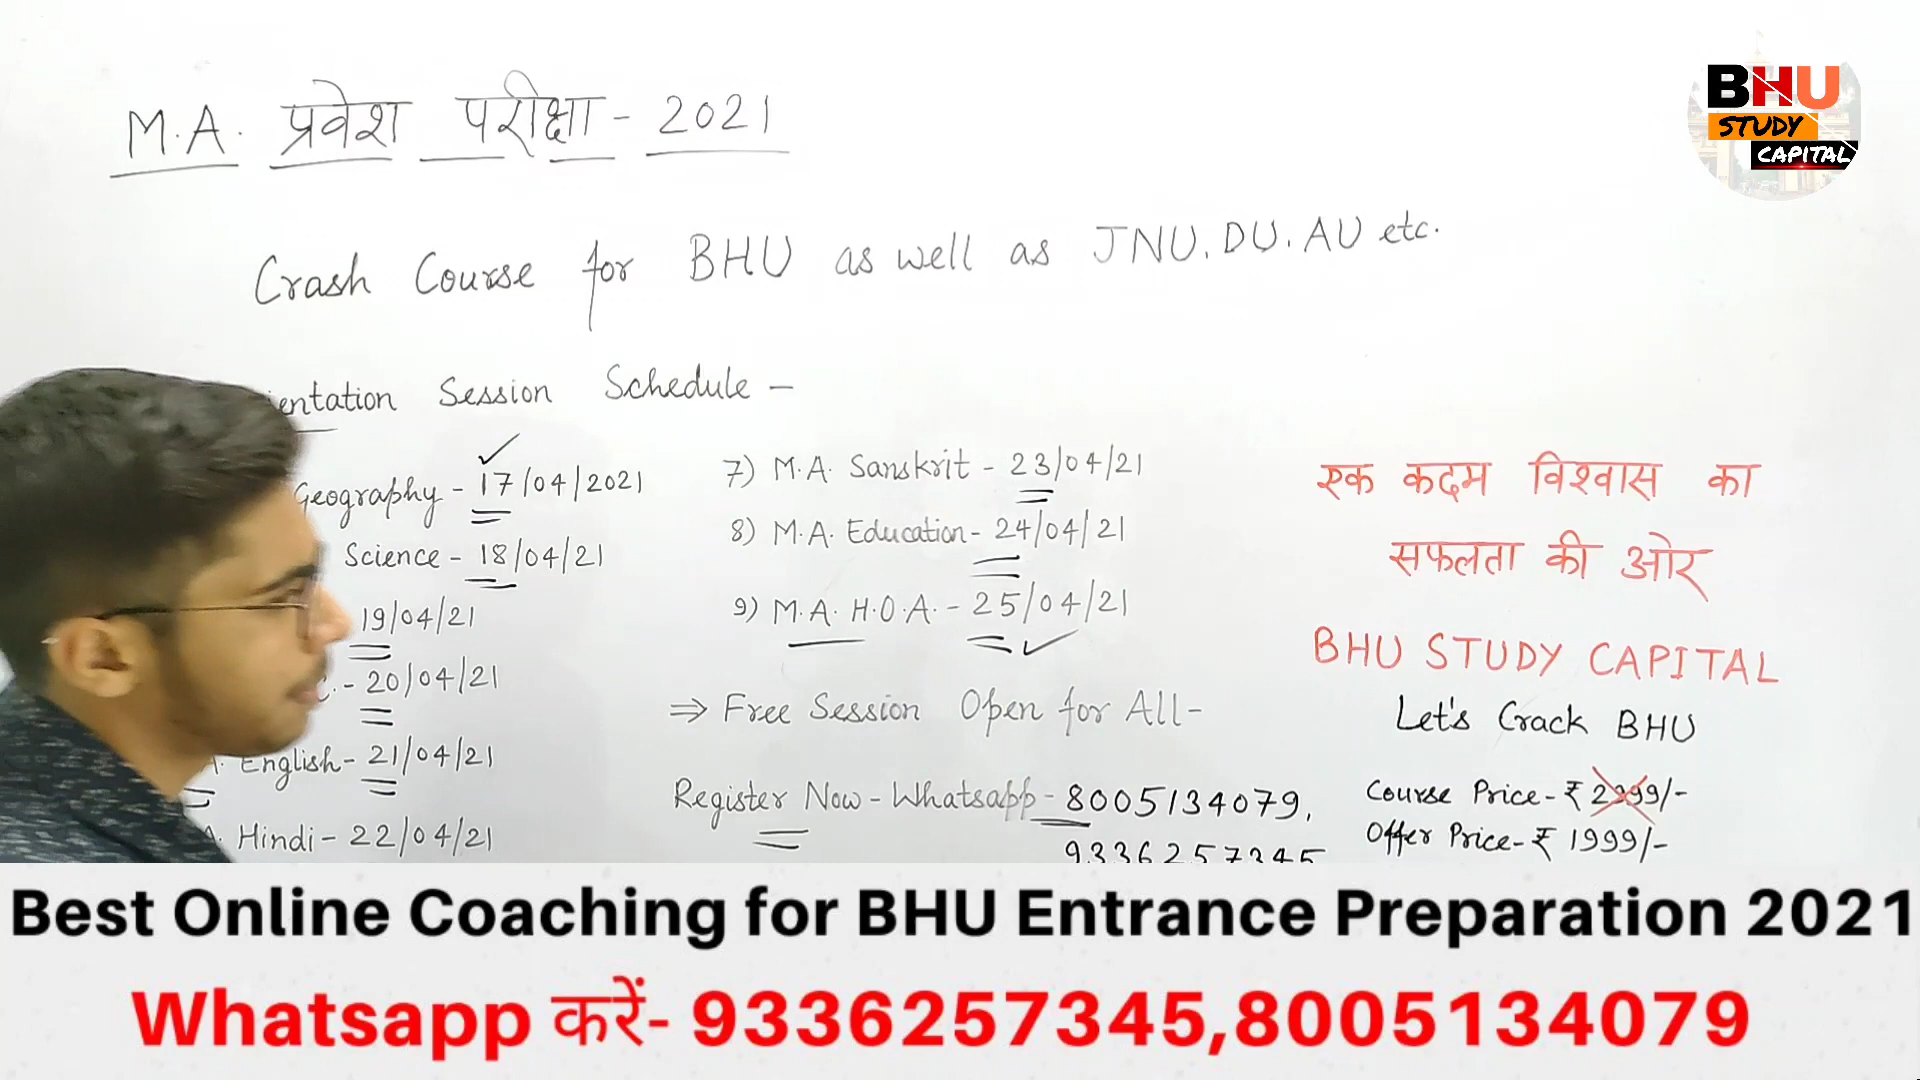 BHU
STUDY
CAPITAL
M.A. प्रवेश परीक्षा - 2021
Crash Course for BHU as well as JNU, DU, AU etc.
Session Schedule -
Geography - 17/04/2021
Science - 18/04/21
19/04/21
- 20/04/21
English - 21/04/21
Hindi - 22/04/21
7) M.A. Sanskrit - 23/04/21
8) M.A. Education - 24/04/21
9) M.A. H.O.A. - 25/04/21
⇒ Free Session Open for All -
Register Now - Whatsapp - 8005134079,
9336257345
एक कदम विश्वास का
सफलता की ओर
BHU STUDY CAPITAL
Let's Crack BHU
Course Price - ₹ 2999/-
Offer Price - ₹ 1999/-
Best Online Coaching for BHU Entrance Preparation 2021
Whatsapp करें- 9336257345,8005134079